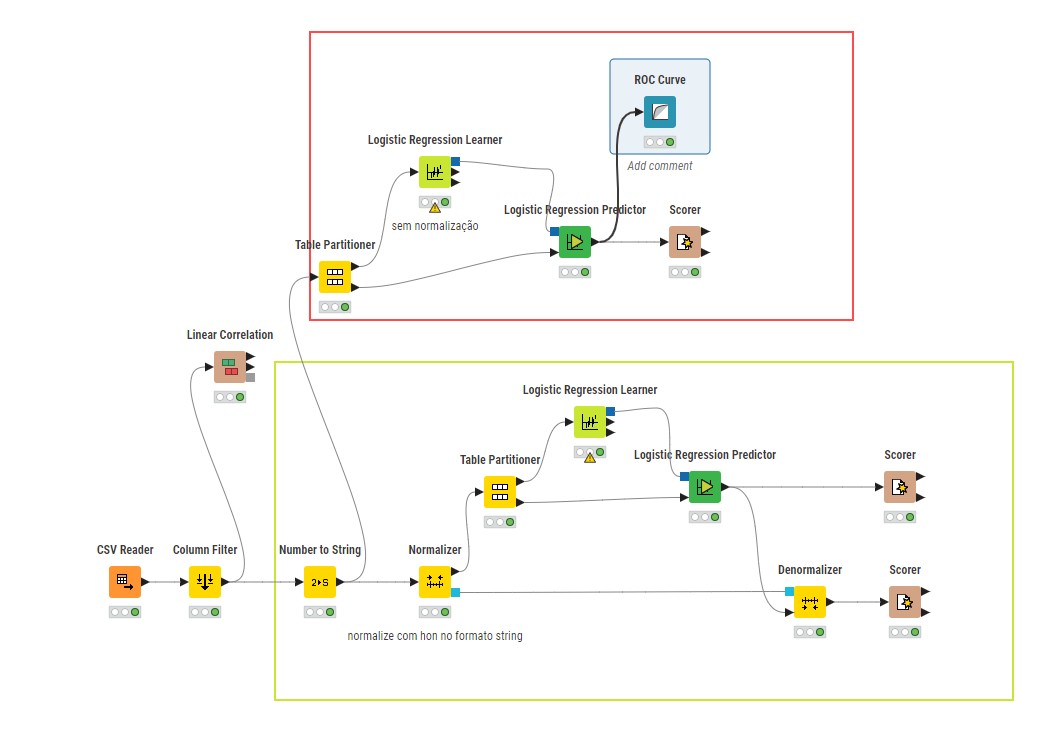 ROC Curve
Logistic Regression Learner
Add comment
Logistic Regression Predictor
Scorer
sem normalização
Table Partitioner
Linear Correlation
Logistic Regression Learner
Table Partitioner
Logistic Regression Predictor
Scorer
CSV Reader
Column Filter
Number to String
Normalizer
2▸S
Denormalizer
Scorer
normalize com hon no formato string